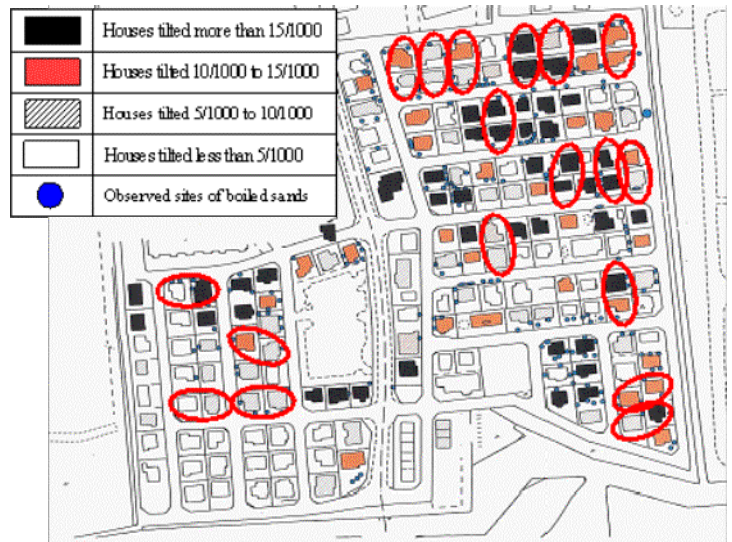 Houses tilted more than 15/1000
Houses tilted 10/1000 to 15/1000
Houses tilted 5/1000 to 10/1000
Houses tilted less than 5/1000
Observed sites of boiled sands